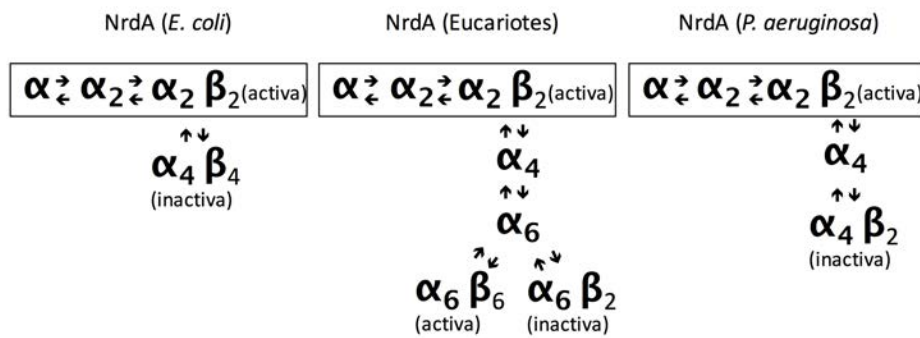 NrdA (E. coli) NrdA (Eucariotes) NrdA (P. aeruginosa)
α ⇄ α₂ ⇄ α₂ β₂(activa) α ⇄ α₂ ⇄ α₂ β₂(activa) α ⇄ α₂ ⇄ α₂ β₂(activa)
α₄ β₄ α₄ α₄
(inactiva) α₆ α₄ β₂
(inactiva)
α₆ β₆ α₆ β₂
(activa) (inactiva)